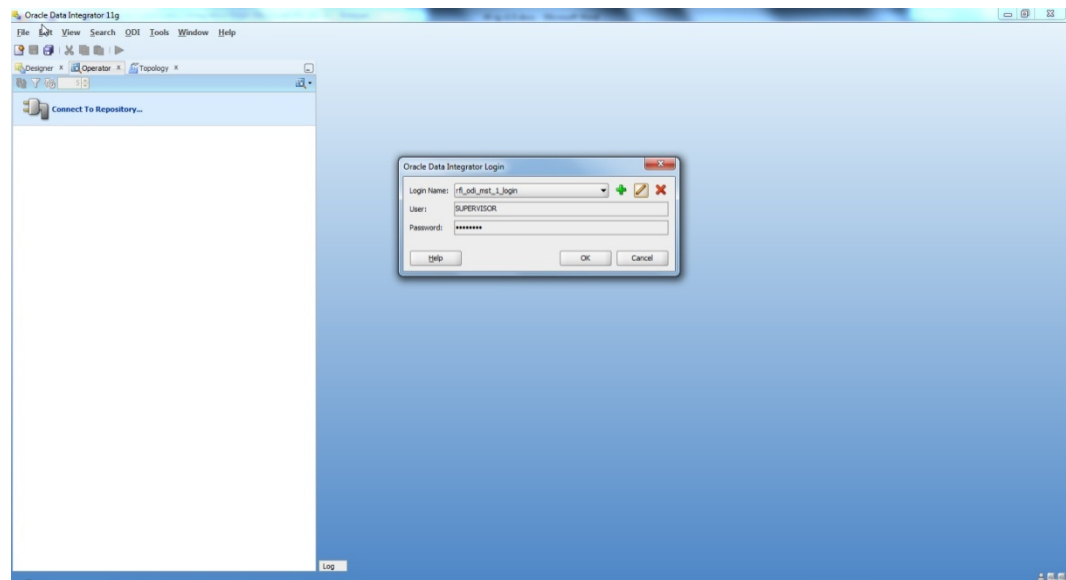 Oracle Data Integrator 11g
File Edit View Search ODI Tools Window Help
Designer Operator Topology
Connect To Repository...
Oracle Data Integrator Login
Login Name: rfi_odi_mst_1_login
User: SUPERVISOR
Password: ••••••••
Help OK Cancel
Log